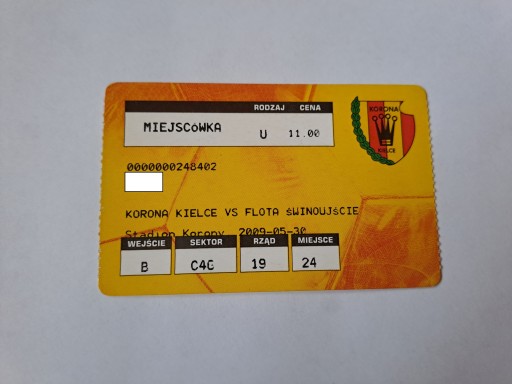 RODZAJ CENA
MIEJSCÓWKA U 11.00
KORONA
KIELCE
0000000248402
KORONA KIELCE VS FLOTA ŚWINOUJŚCIE
Stadion Korony 2009-05-30
WEJŚCIE SEKTOR RZĄD MIEJSCE
B C4C 19 24